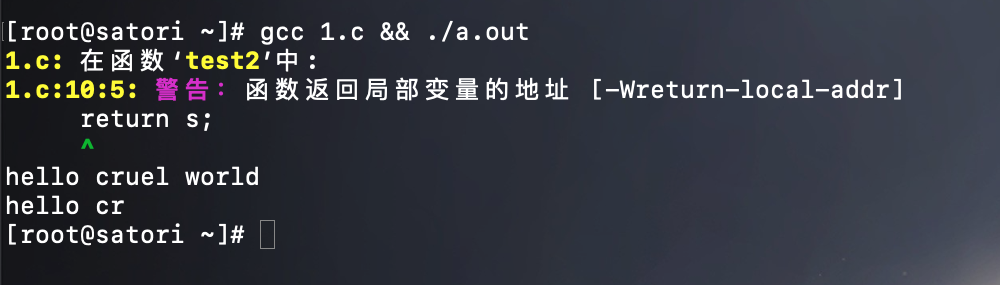 [root@satori ~]# gcc 1.c && ./a.out
1.c: 在函数‘test2’中:
1.c:10:5: 警告: 函数返回局部变量的地址 [-Wreturn-local-addr]
     return s;
     ^
hello cruel world
hello cr
[root@satori ~]#